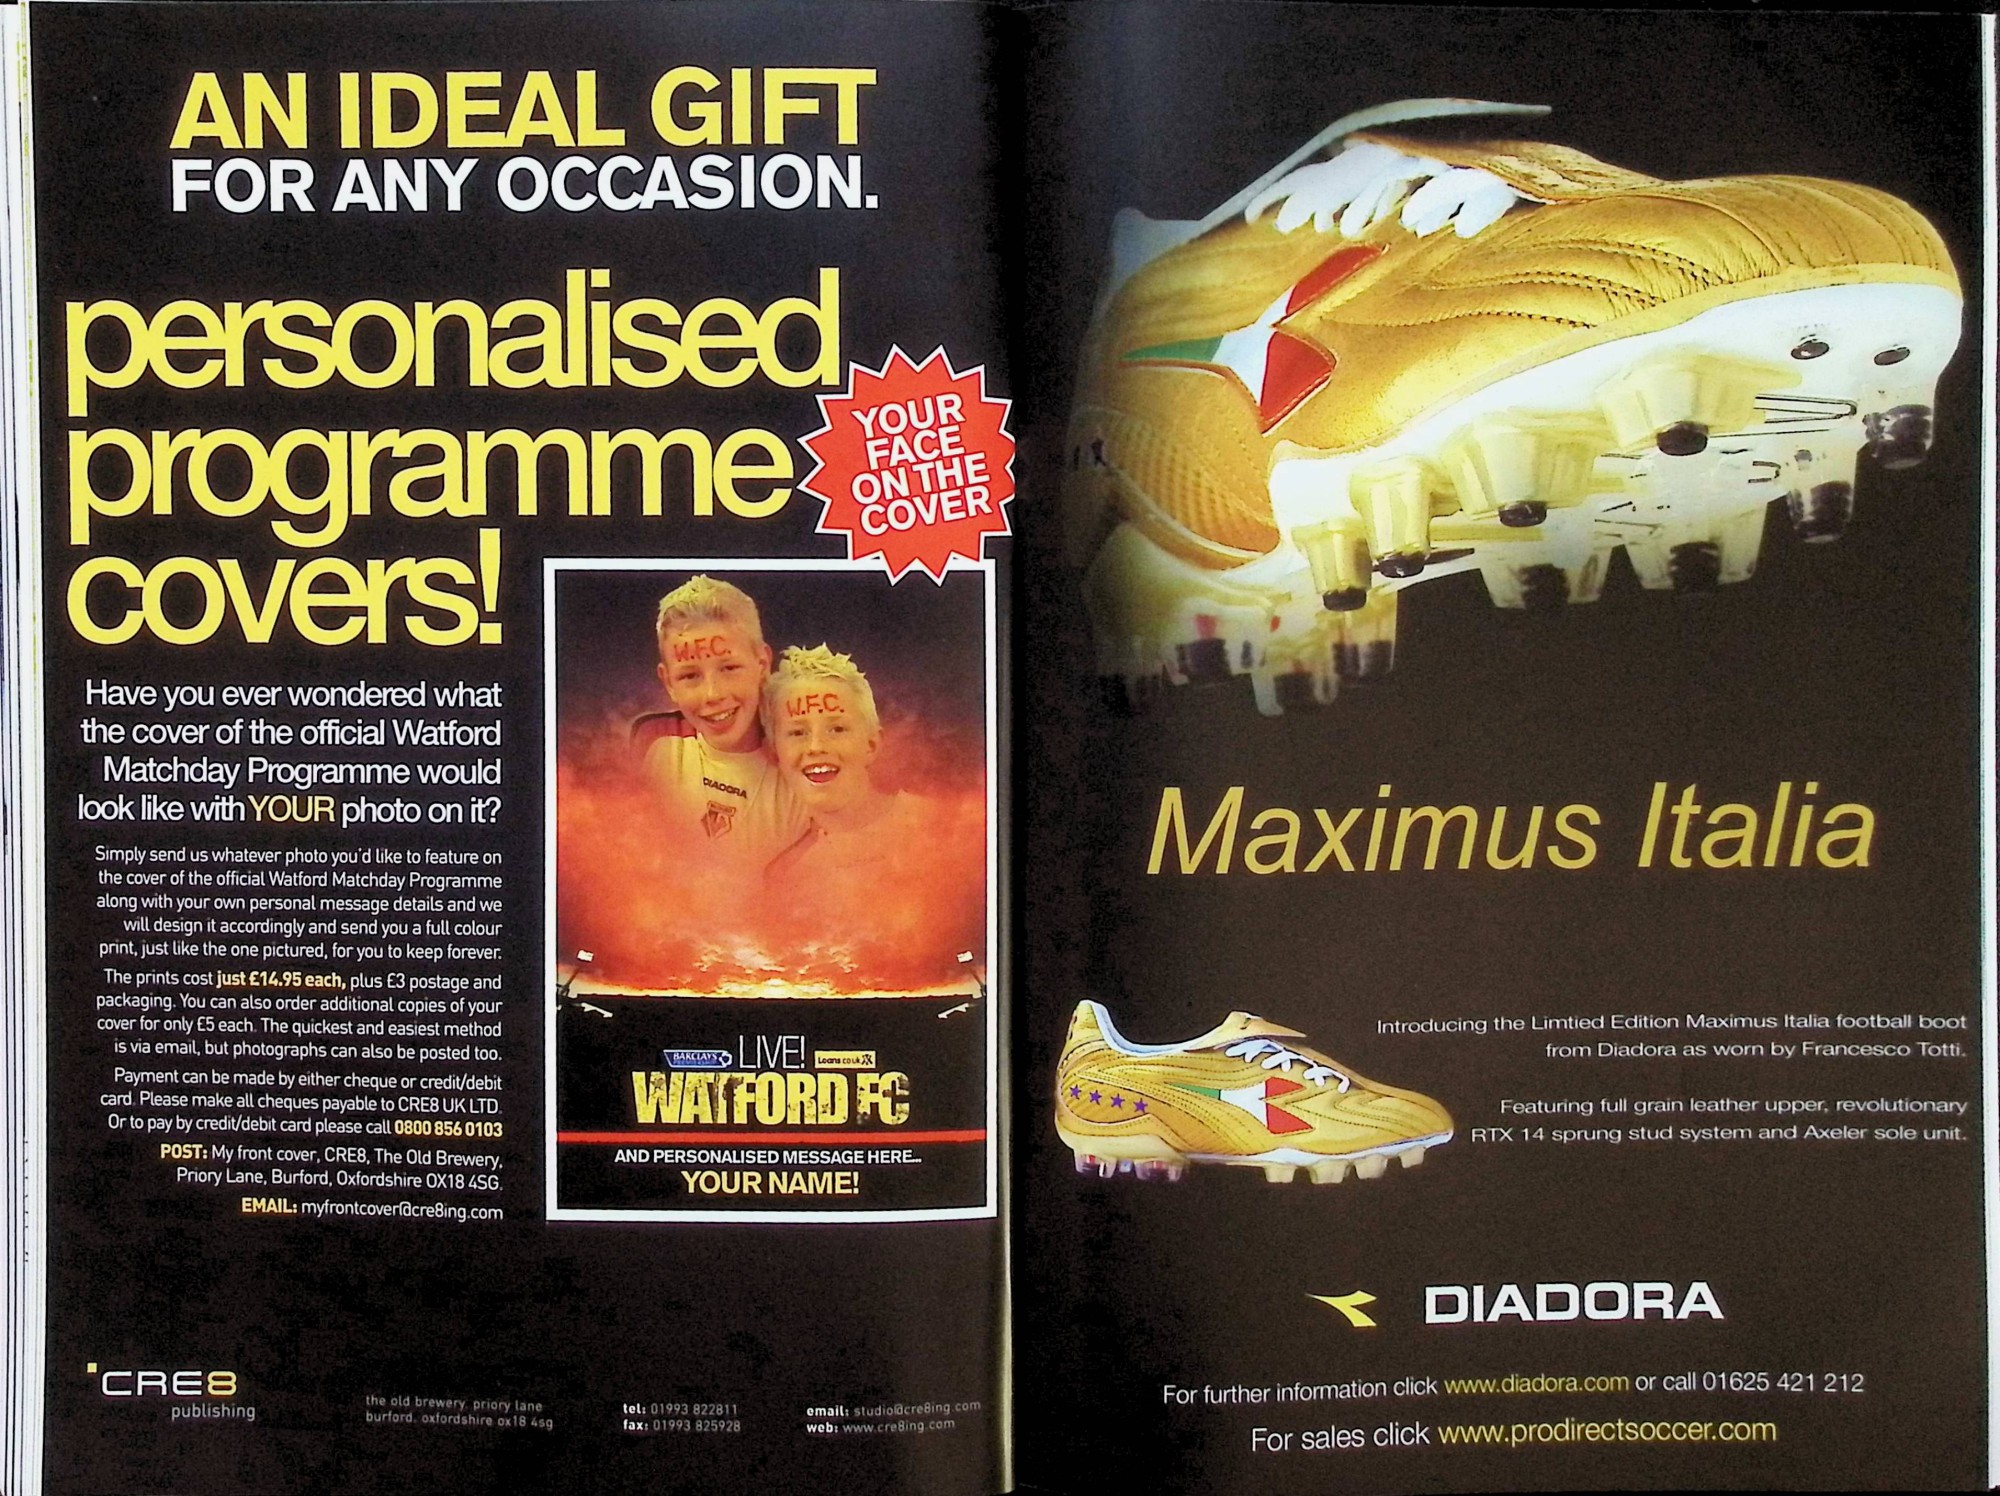 AN IDEAL GIFT
FOR ANY OCCASION.
personalised
programme
covers!
YOUR
FACE
ON THE
COVER
Have you ever wondered what
the cover of the official Watford
Matchday Programme would
look like with YOUR photo on it?
Simply send us whatever photo you'd like to feature on
the cover of the official Watford Matchday Programme
along with your own personal message details and we
will design it accordingly and send you a full colour
print, just like the one pictured, for you to keep forever.
The prints cost just £14.95 each, plus £3 postage and
packaging. You can also order additional copies of your
cover for only £5 each. The quickest and easiest method
is via email, but photographs can also be posted too.
Payment can be made by either cheque or credit/debit
card. Please make all cheques payable to CRE8 UK LTD.
Or to pay by credit/debit card please call 0800 856 0103
POST: My front cover, CRE8, The Old Brewery,
Priory Lane, Burford, Oxfordshire OX18 4SG.
EMAIL: myfrontcover@cre8ing.com
W.F.C.
W.F.C.
DIADORA
BARCLAYS
PREMIERSHIP
LIVE!
Loans.co.uk
WATFORD FC
AND PERSONALISED MESSAGE HERE...
YOUR NAME!
CRE8
publishing
the old brewery, priory lane
burford, oxfordshire ox18 4sg
tel: 01993 822811
fax: 01993 825928
email: studio@cre8ing.com
web: www.cre8ing.com
Maximus Italia
Introducing the Limtied Edition Maximus Italia football boot
from Diadora as worn by Francesco Totti.
Featuring full grain leather upper, revolutionary
RTX 14 sprung stud system and Axeler sole unit.
DIADORA
For further information click www.diadora.com or call 01625 421 212
For sales click www.prodirectsoccer.com